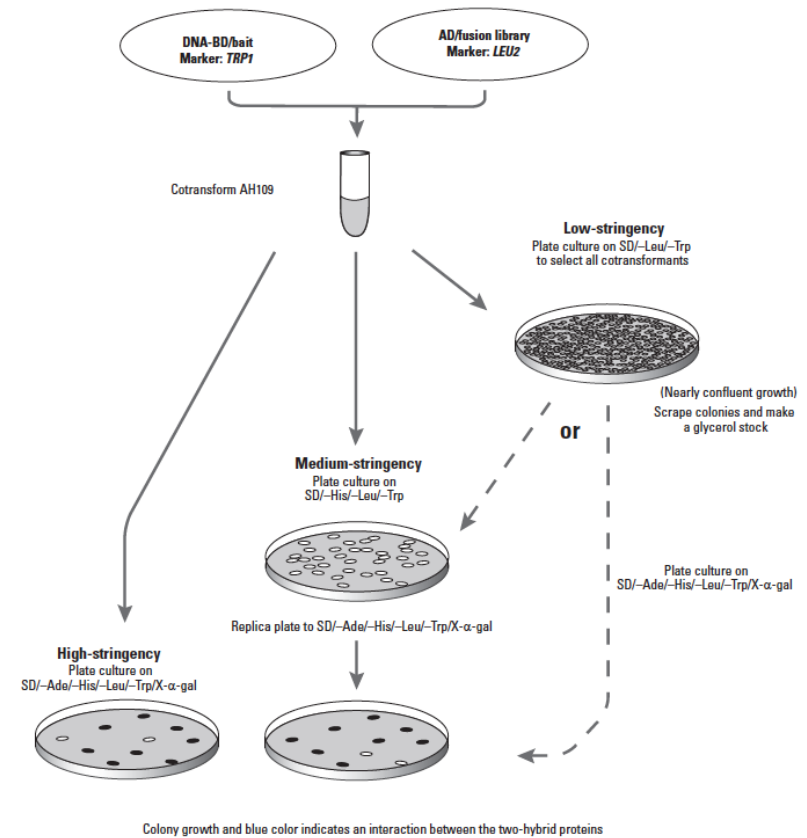 DNA-BD/bait
Marker: TRP1
AD/fusion library
Marker: LEU2
Cotransform AH109
Low-stringency
Plate culture on SD/–Leu/–Trp
to select all cotransformants
(Nearly confluent growth)
Scrape colonies and make
a glycerol stock
or
Medium-stringency
Plate culture on
SD/–His/–Leu/–Trp
Plate culture on
SD/–Ade/–His/–Leu/–Trp/X-α-gal
Replica plate to SD/–Ade/–His/–Leu/–Trp/X-α-gal
High-stringency
Plate culture on
SD/–Ade/–His/–Leu/–Trp/X-α-gal
Colony growth and blue color indicates an interaction between the two-hybrid proteins